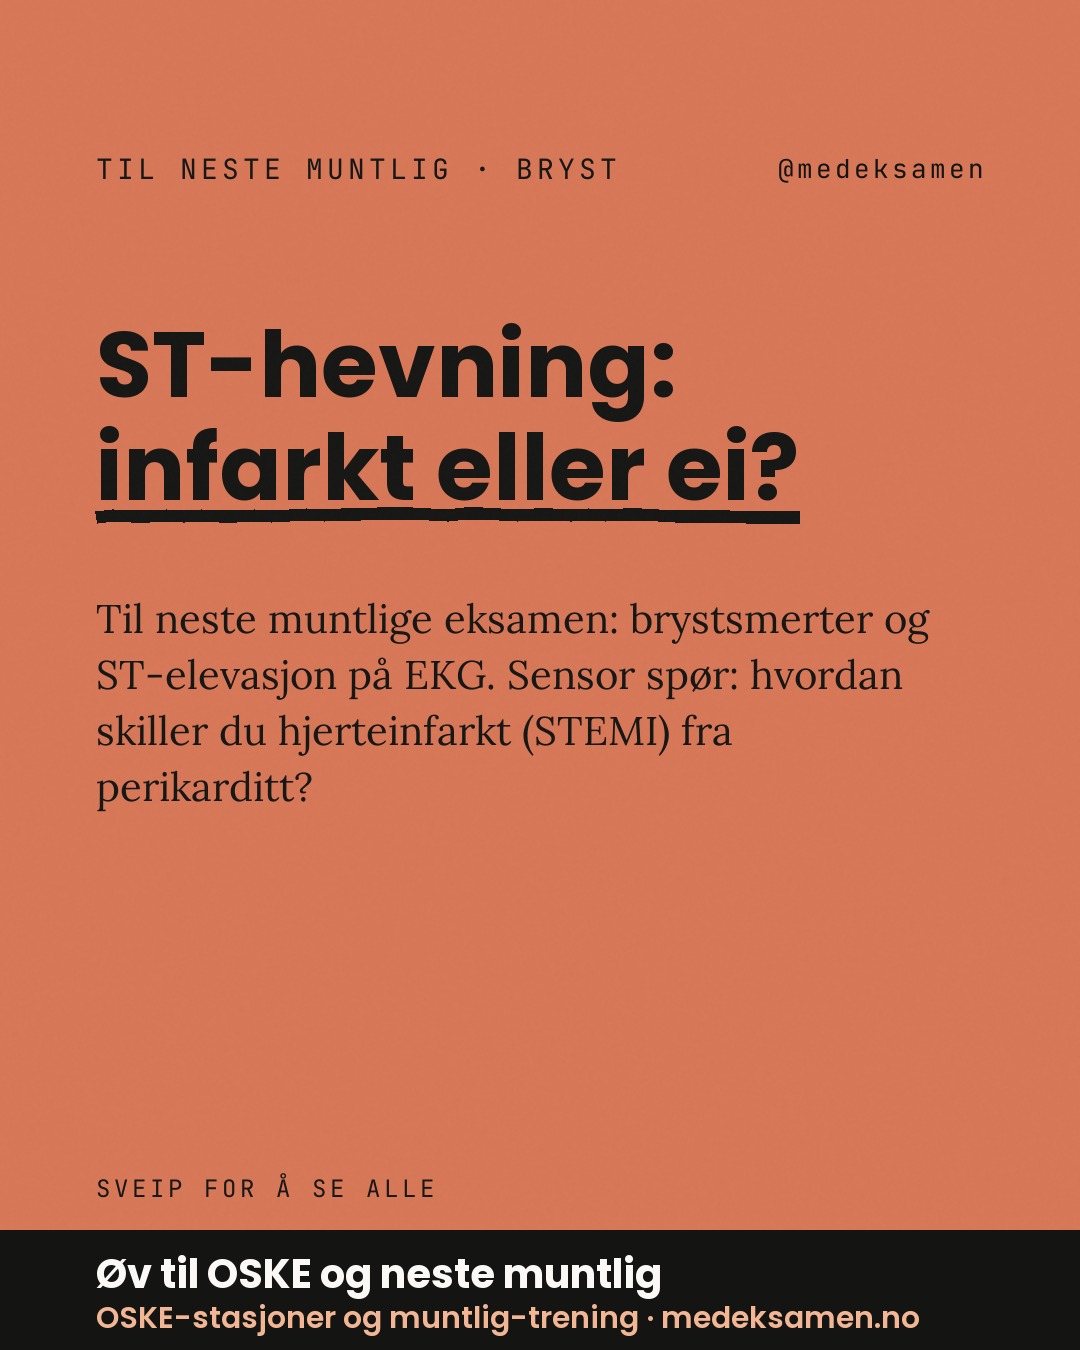 TIL NESTE MUNTLIG · BRYST
@medeksamen
ST-hevning:
infarkt eller ei?
Til neste muntlige eksamen: brystsmerter og
ST-elevasjon på EKG. Sensor spør: hvordan
skiller du hjerteinfarkt (STEMI) fra
perikarditt?
SVEIP FOR Å SE ALLE
Øv til OSKE og neste muntlig
OSKE-stasjoner og muntlig-trening · medeksamen.no